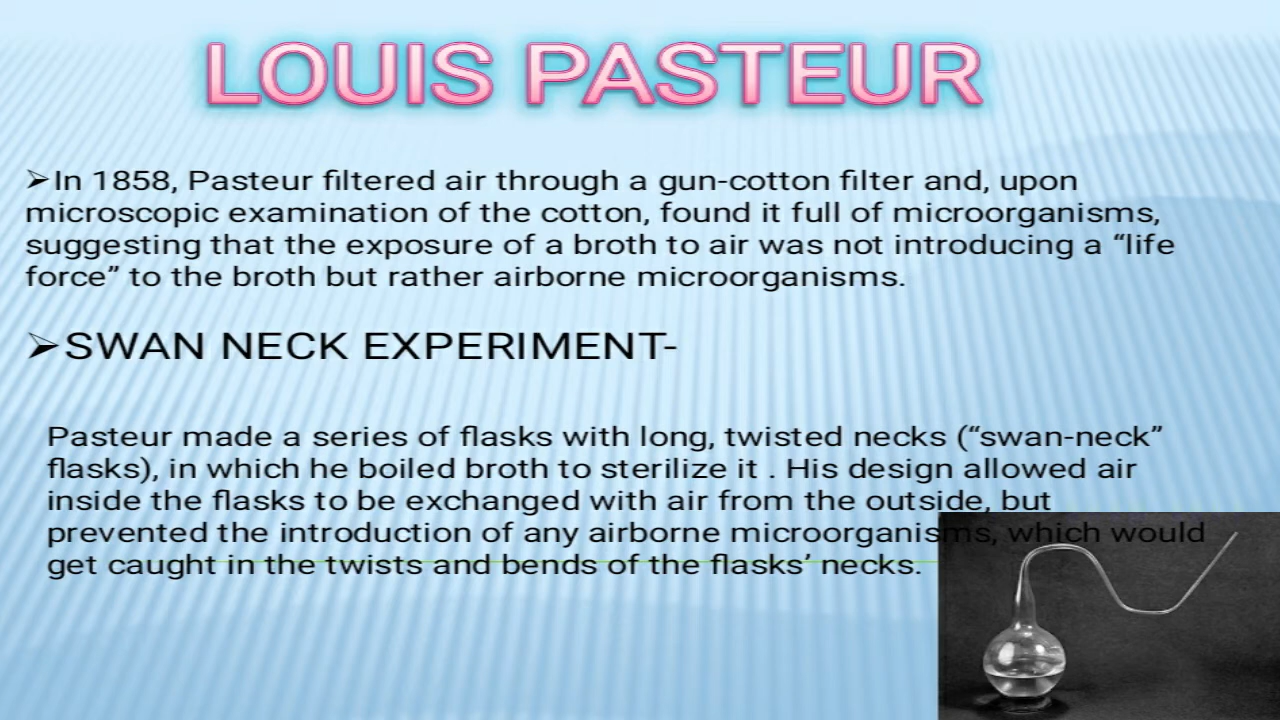 LOUIS PASTEUR
➢In 1858, Pasteur filtered air through a gun-cotton filter and, upon
microscopic examination of the cotton, found it full of microorganisms,
suggesting that the exposure of a broth to air was not introducing a “life
force” to the broth but rather airborne microorganisms.
➢SWAN NECK EXPERIMENT-
Pasteur made a series of flasks with long, twisted necks (“swan-neck”
flasks), in which he boiled broth to sterilize it . His design allowed air
inside the flasks to be exchanged with air from the outside, but
prevented the introduction of any airborne microorganisms, which would
get caught in the twists and bends of the flasks’ necks.